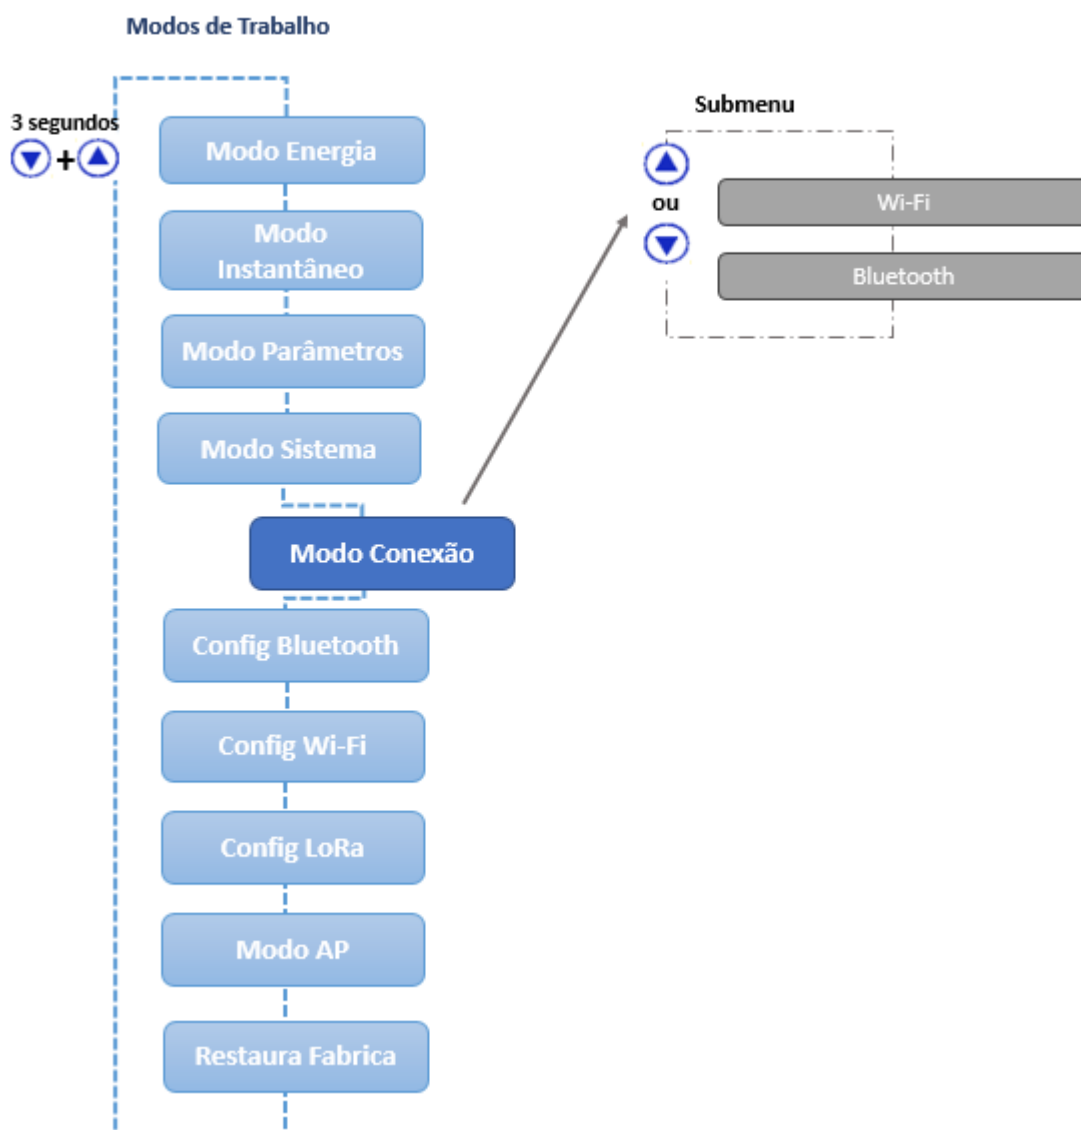 Modos de Trabalho
3 segundos
+
Modo Energia
Modo
Instantâneo
Modo Parâmetros
Modo Sistema
Modo Conexão
Config Bluetooth
Config Wi-Fi
Config LoRa
Modo AP
Restaura Fabrica
Submenu
ou
Wi-Fi
Bluetooth